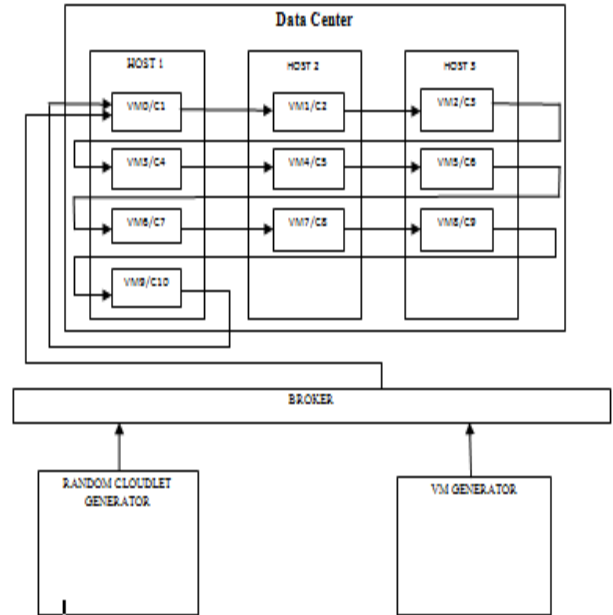 Data Center
HOST 1
HOST 2
HOST 3
VM0/C1
VM1/C2
VM2/C3
VM3/C4
VM4/C5
VM5/C6
VM6/C7
VM7/C8
VM8/C9
VM9/C10
BROKER
RANDOM CLOUDLET
GENERATOR
VM GENERATOR